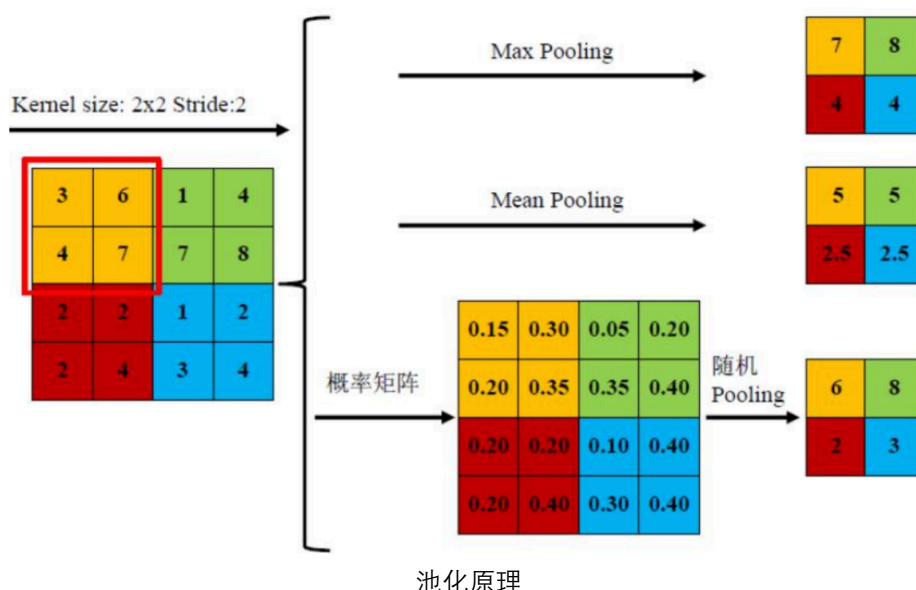 Max Pooling
7 8
4 4
Kernel size: 2x2 Stride:2
3 6 1 4
4 7 7 8
2 2 1 2
2 4 3 4
Mean Pooling
5 5
2.5 2.5
概率矩阵
0.15 0.30 0.05 0.20
0.20 0.35 0.35 0.40
0.20 0.20 0.10 0.40
0.20 0.40 0.30 0.40
随机
Pooling
6 8
2 3
池化原理